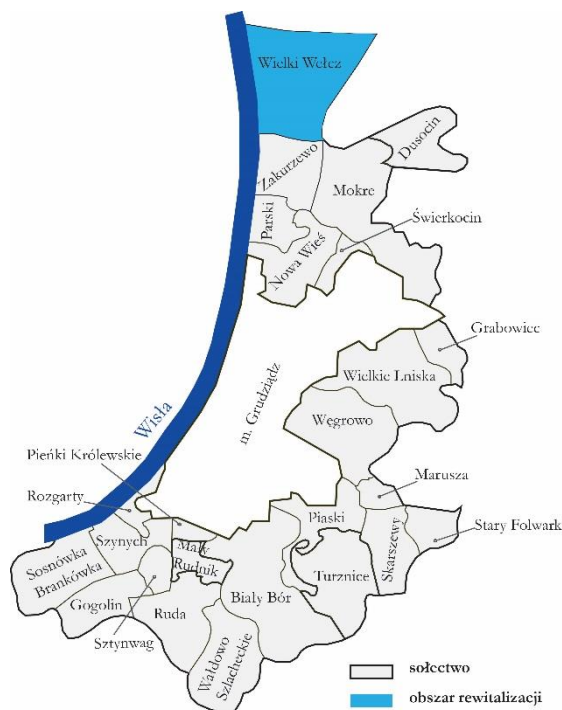 Wielki Wełcz
Dusocin
Zakurzewo
Mokre
Parski
Świerkocin
Nowa Wieś
Grabowiec
Wielkie Lniska
m. Grudziądz
Węgrowo
Wisła
Pieńki Królewskie
Marusza
Rozgarty
Piaski
Stary Folwark
Szynych
Mały
Rudnik
Skarszewy
Sosnówka
Brankówka
Turznice
Gogolin
Ruda
Biały Bór
Sztynwag
Wałdowo
Szlacheckie
sołectwo
obszar rewitalizacji